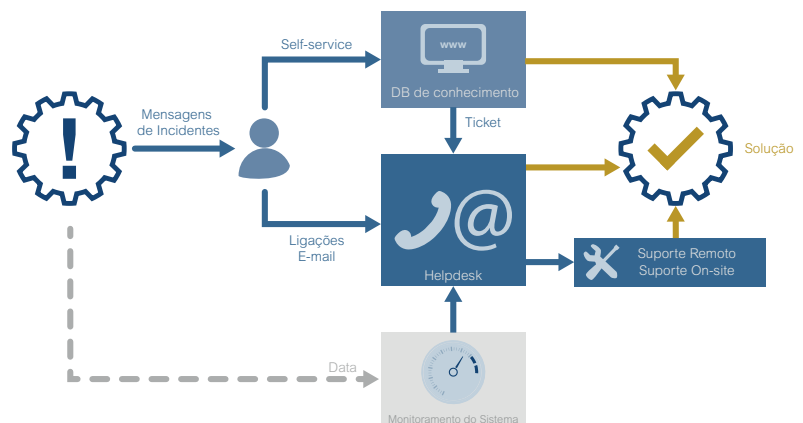 Self-service
www
DB de conhecimento
Mensagens
de Incidentes
Ticket
Solução
!
@
Ligações
E-mail
Helpdesk
Suporte Remoto
Suporte On-site
Data
Monitoramento do Sistema